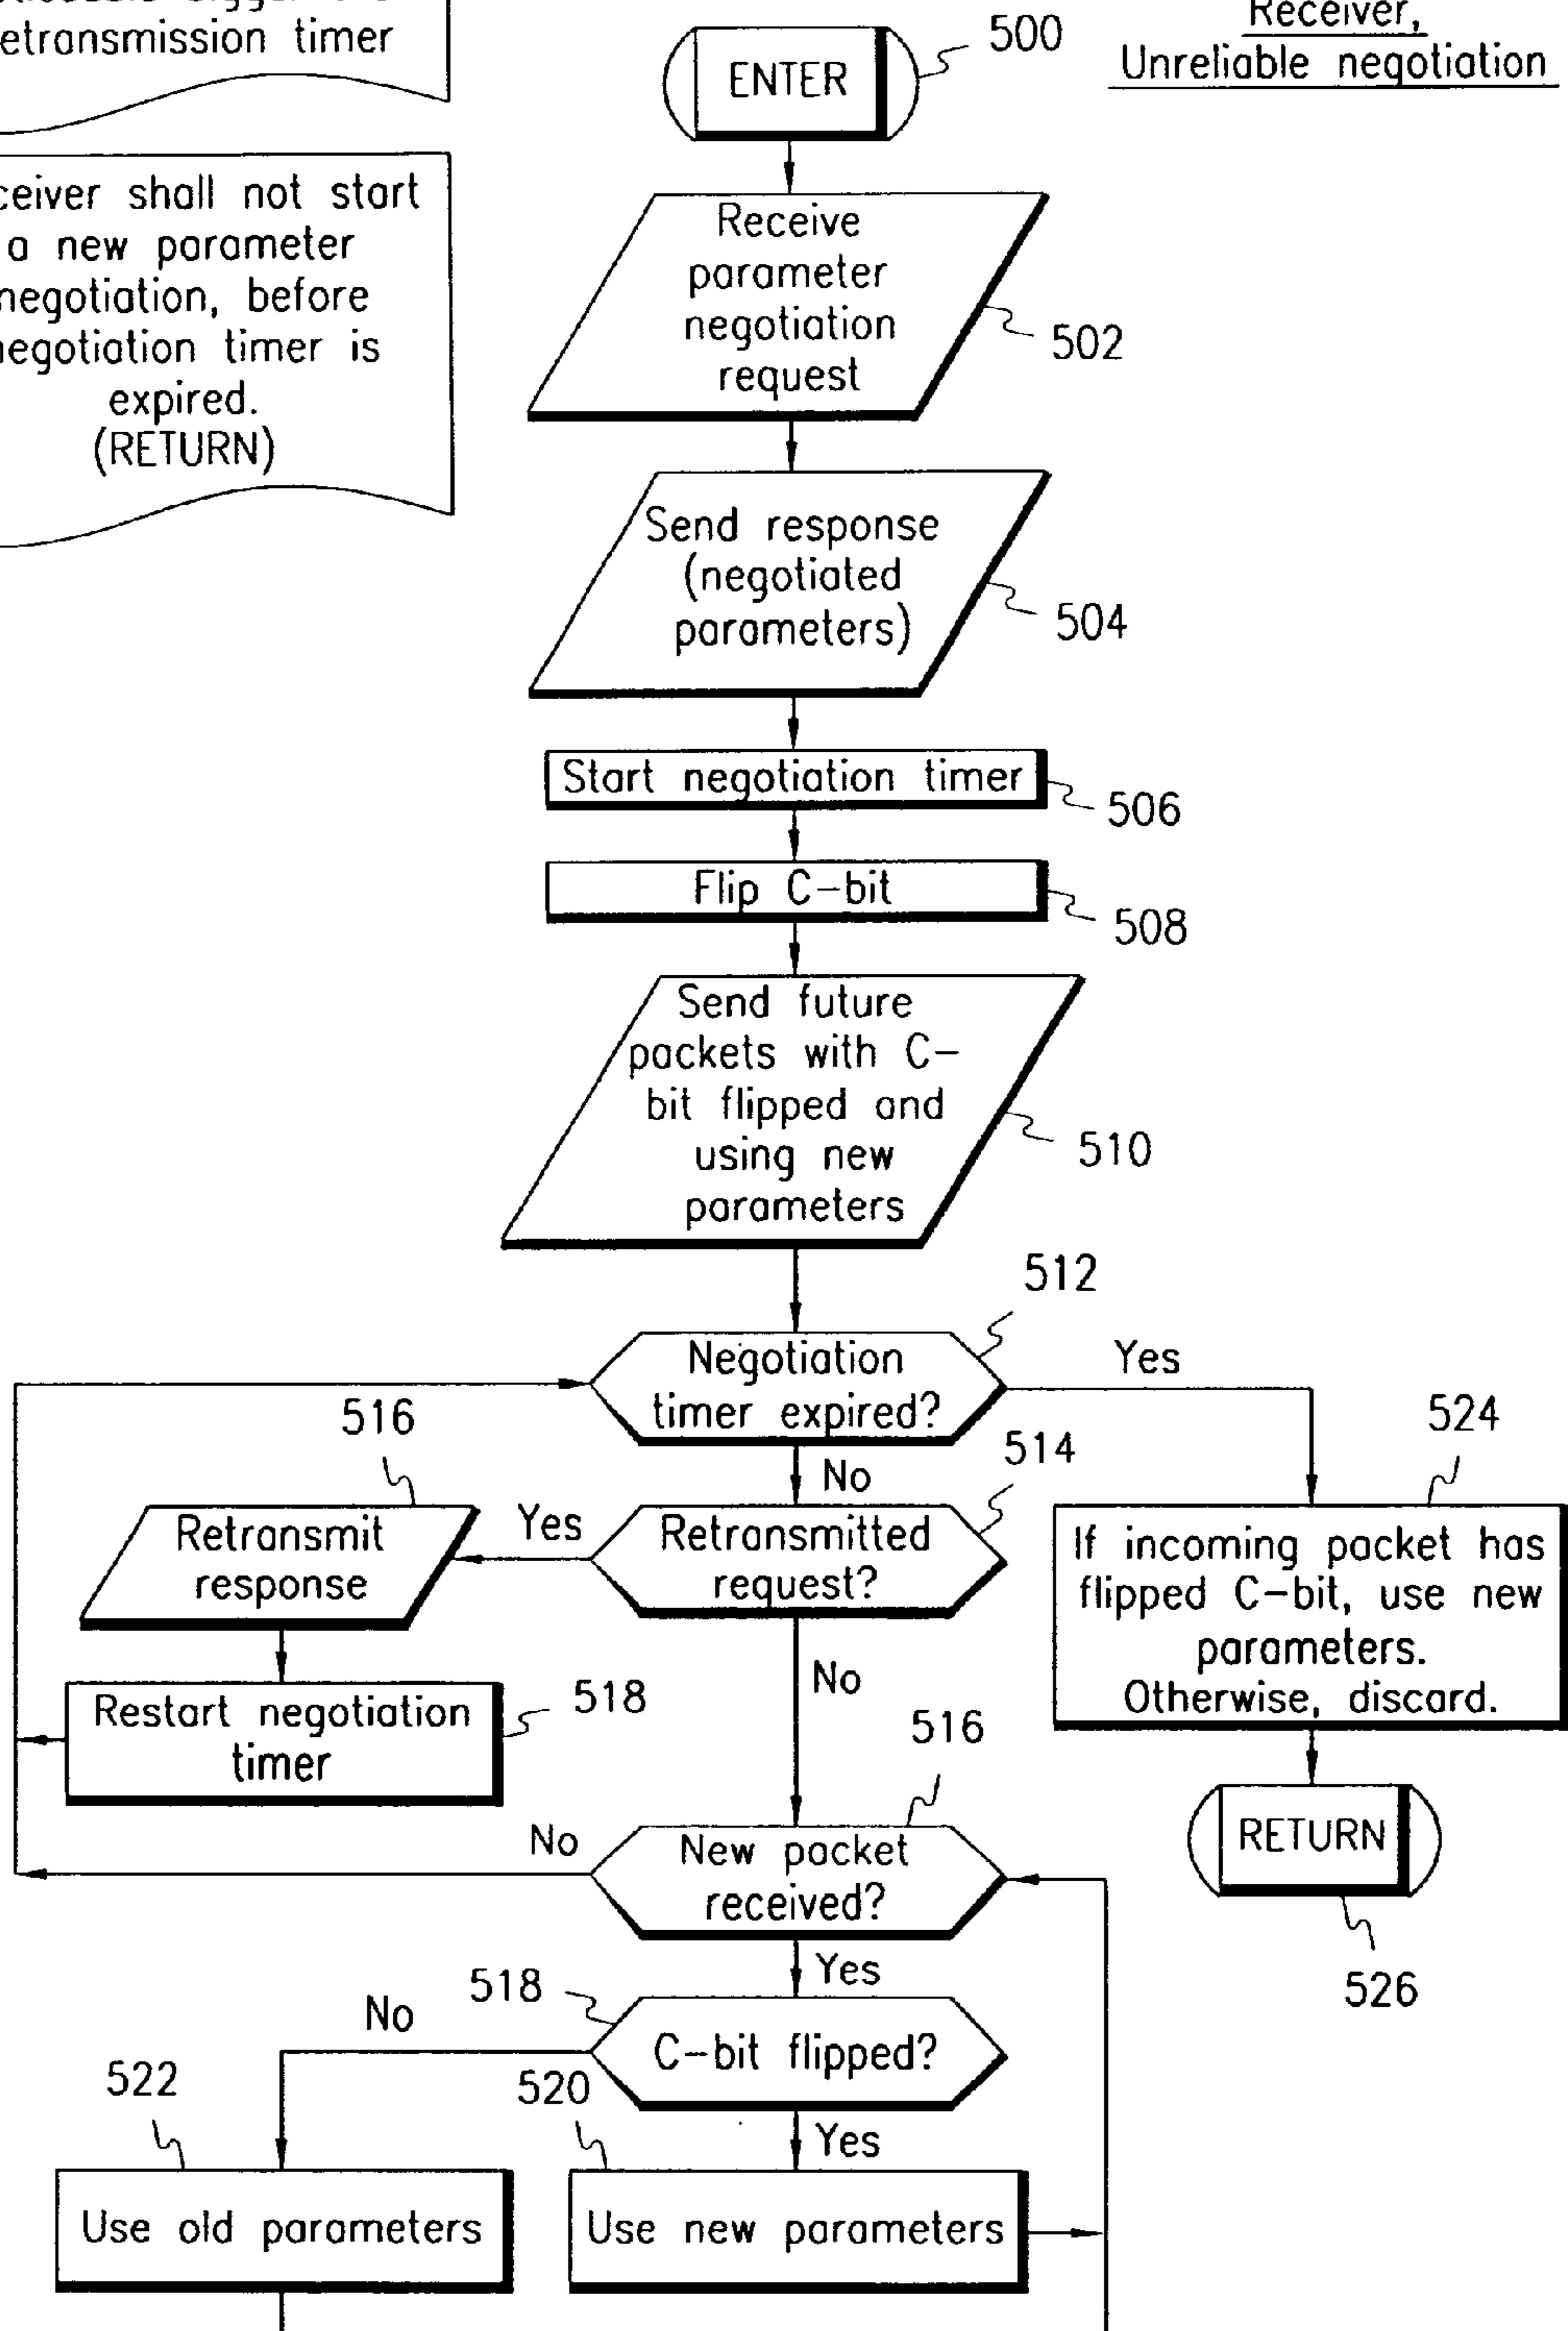 etransmission timer
ceiver shall not start
a new parameter
negotiation, before
negotiation timer is
expired.
(RETURN)
Receiver,
Unreliable negotiation
ENTER
500
Receive
parameter
negotiation
request
502
Send response
(negotiated
parameters)
504
Start negotiation timer
506
Flip C-bit
508
Send future
packets with C-
bit flipped and
using new
parameters
510
512
Negotiation
timer expired?
Yes
No
514
Retransmitted
request?
Yes
516
Retransmit
response
518
Restart negotiation
timer
No
524
If incoming packet has
flipped C-bit, use new
parameters.
Otherwise, discard.
RETURN
526
516
New packet
received?
No
Yes
518
C-bit flipped?
No
Yes
522
Use old parameters
520
Use new parameters